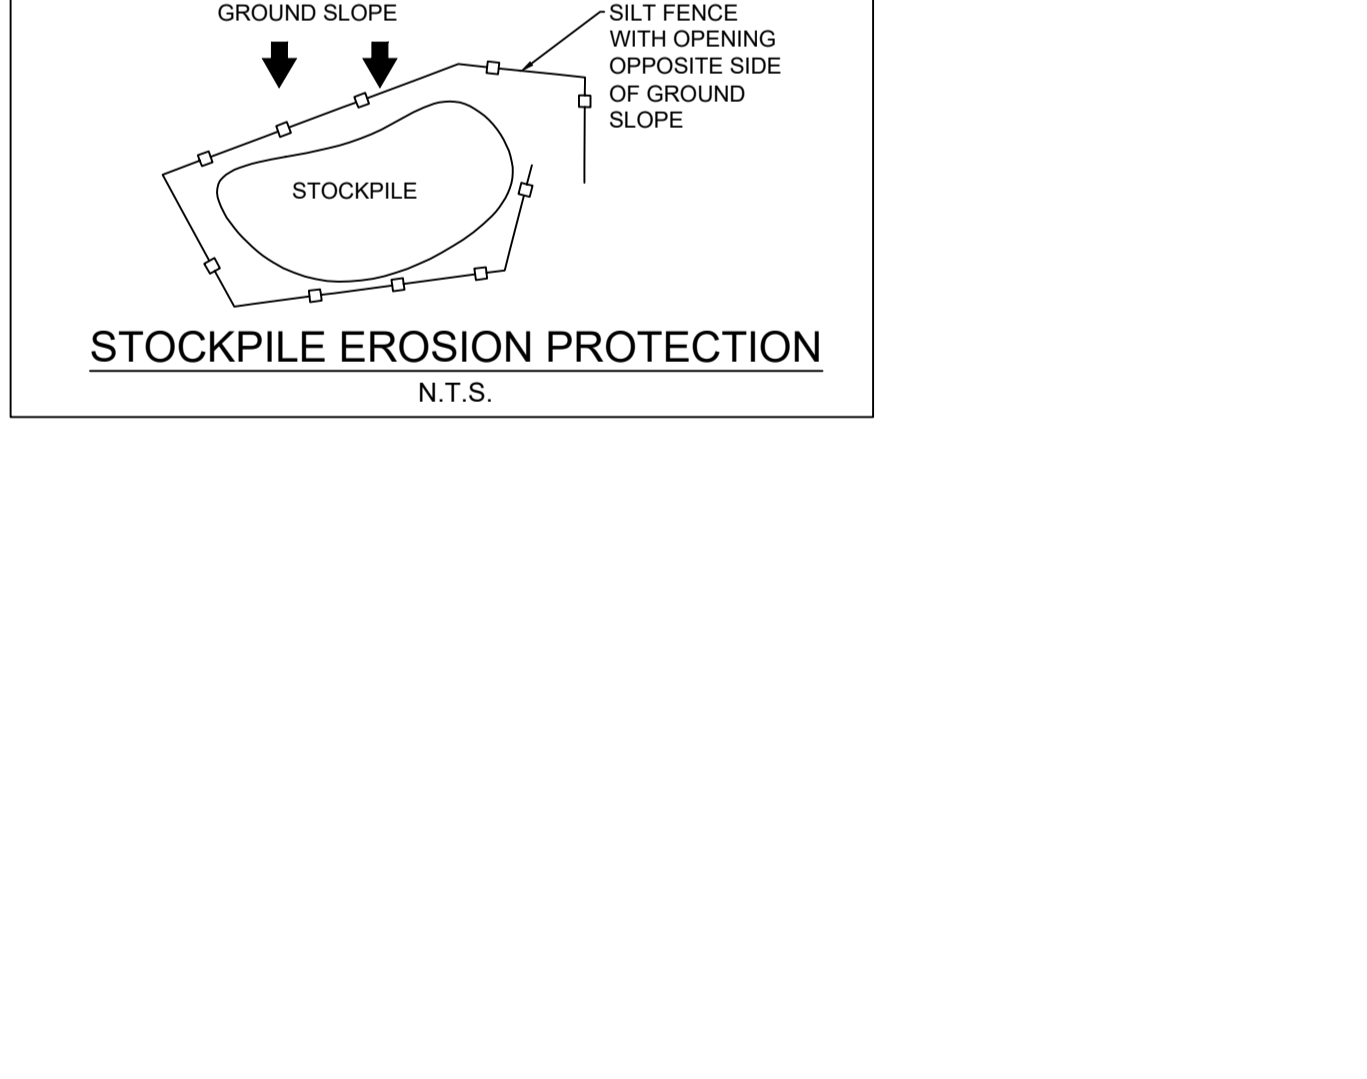 GROUND SLOPE
SILT FENCE
WITH OPENING
OPPOSITE SIDE
OF GROUND
SLOPE
STOCKPILE
STOCKPILE EROSION PROTECTION
N.T.S.